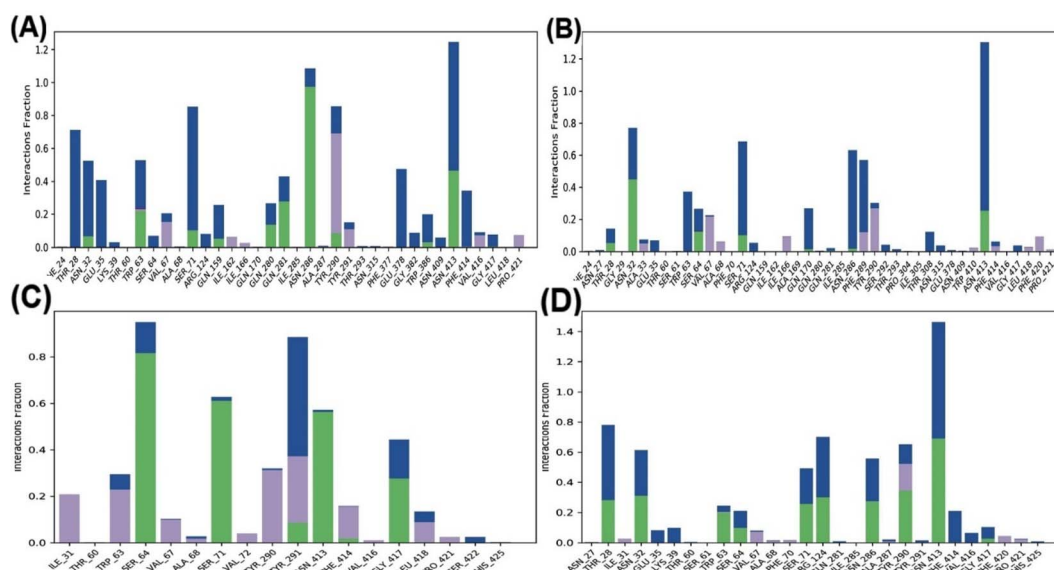 (A)
Interactions Fraction
1.2
1.0
0.8
0.6
0.4
0.2
0.0
THR_28
ASN_32
GLU_35
LYS_39
TRP_63
SER_64
VAL_67
ALA_68
SER_71
ARG_124
GLN_159
ILE_162
ILE_166
GLN_170
GLN_280
GLN_281
ILE_285
ALA_287
TYR_290
TYR_291
THR_293
ASN_315
PHE_377
GLU_378
GLY_382
TRP_386
ASN_409
ASN_413
PHE_414
VAL_416
GLY_417
LEU_418
PRO_421
(B)
Interactions Fraction
1.2
1.0
0.8
0.6
0.4
0.2
0.0
THR_28
GLY_29
ASN_32
ALA_33
GLU_35
THR_60
SER_61
TRP_63
SER_64
VAL_67
ALA_68
PHE_70
SER_71
ARG_124
GLN_159
ILE_162
ILE_166
ALA_169
GLN_170
GLN_280
GLN_281
ILE_285
ASN_286
PHE_289
TYR_290
SER_292
THR_293
PRO_304
ILE_305
THR_308
ASN_315
GLU_378
ASN_409
TRP_410
ASN_413
PHE_414
VAL_416
GLY_417
LEU_418
PHE_420
PRO_421
(C)
Interactions Fraction
0.8
0.6
0.4
0.2
0.0
ILE_31
THR_60
TRP_63
SER_64
VAL_67
ALA_68
SER_71
VAL_72
TYR_290
TYR_291
ASN_413
PHE_414
VAL_416
GLY_417
LEU_418
PRO_421
SER_422
(D)
Interactions Fraction
1.4
1.2
1.0
0.8
0.6
0.4
0.2
0.0
ASN_27
THR_28
ILE_31
ASN_32
GLU_35
LYS_39
THR_60
SER_61
TRP_63
SER_64
VAL_67
ALA_68
PHE_70
SER_71
ARG_124
ILE_285
ASN_286
TYR_290
TYR_291
ASN_413
PHE_414
VAL_416
GLY_417
PRO_421